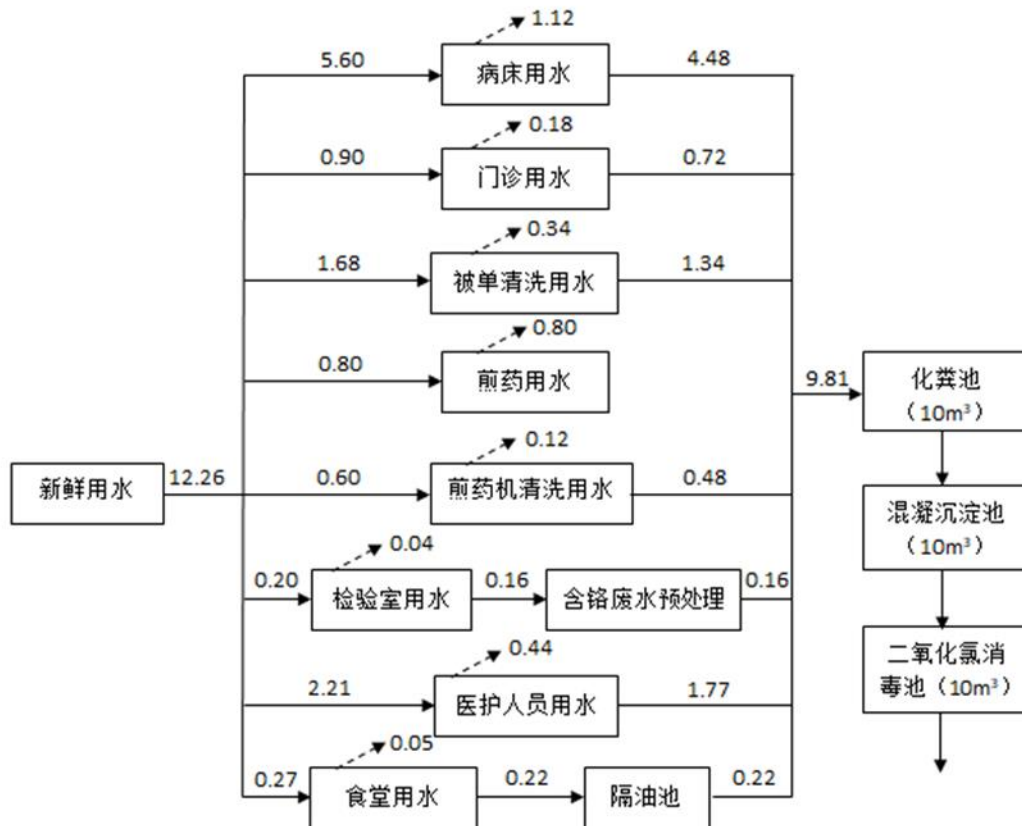 1.12
5.60
病床用水
4.48
0.18
0.90
门诊用水
0.72
0.34
1.68
被单清洗用水
1.34
0.80
0.80
煎药用水
9.81
化粪池
（10m³）
0.12
新鲜用水
12.26
0.60
煎药机清洗用水
0.48
混凝沉淀池
（10m³）
0.04
0.20
检验室用水
0.16
含铬废水预处理
0.16
0.44
2.21
医护人员用水
1.77
二氧化氯消
毒池（10m³）
0.05
0.27
食堂用水
0.22
隔油池
0.22